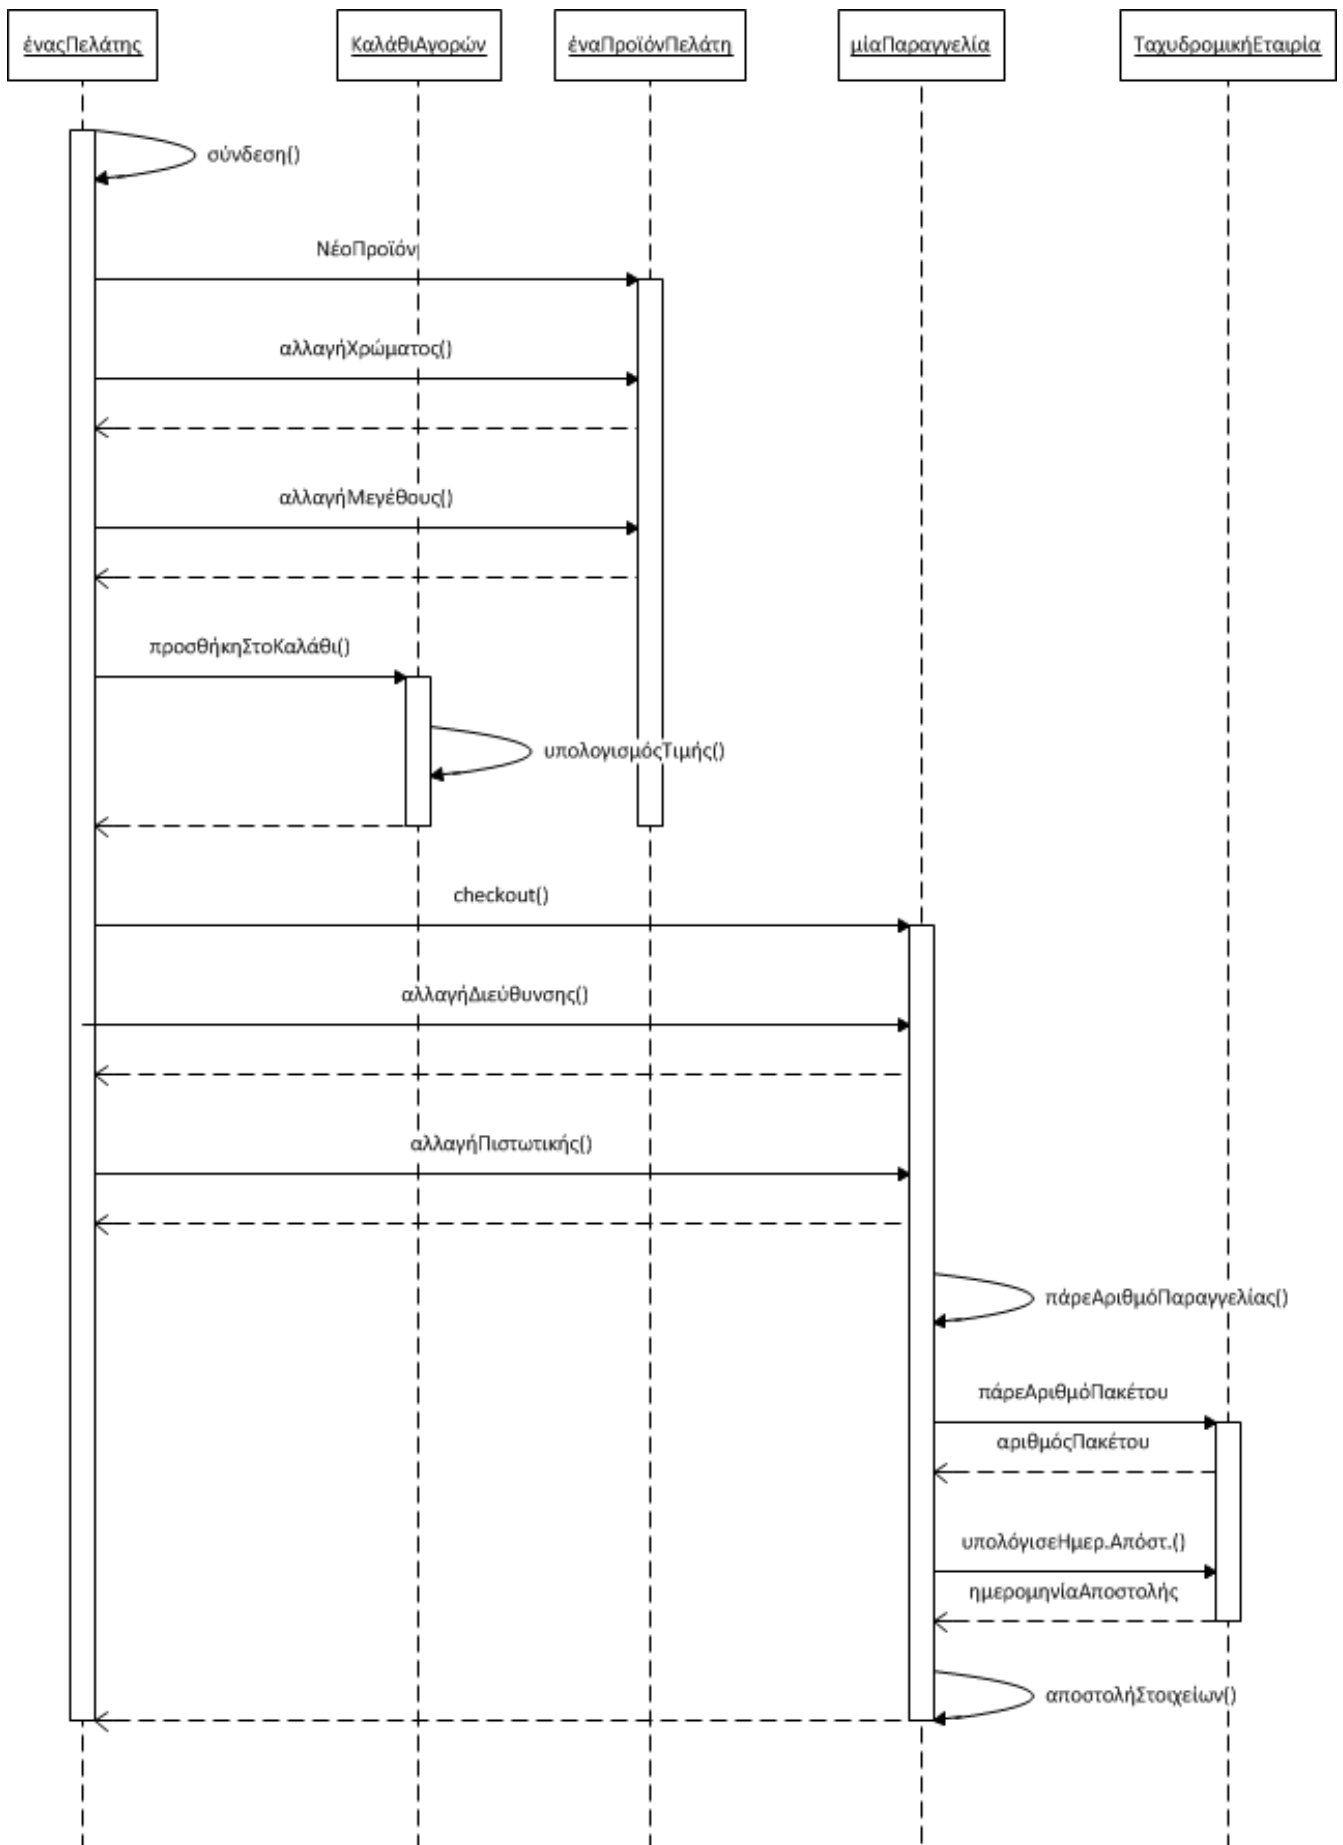 έναςΠελάτης
ΚαλάθιΑγορών
έναΠροϊόνΠελάτη
μίαΠαραγγελία
ΤαχυδρομικήΕταιρία
σύνδεση()
ΝέοΠροϊόν
αλλαγήΧρώματος()
αλλαγήΜεγέθους()
προσθήκηΣτοΚαλάθι()
υπολογισμόςΤιμής()
checkout()
αλλαγήΔιεύθυνσης()
αλλαγήΠιστωτικής()
πάρεΑριθμόΠαραγγελίας()
πάρεΑριθμόΠακέτου
αριθμόςΠακέτου
υπολόγισεΗμερ.Απόστ.()
ημερομηνίαΑποστολής
αποστολήΣτοιχείων()